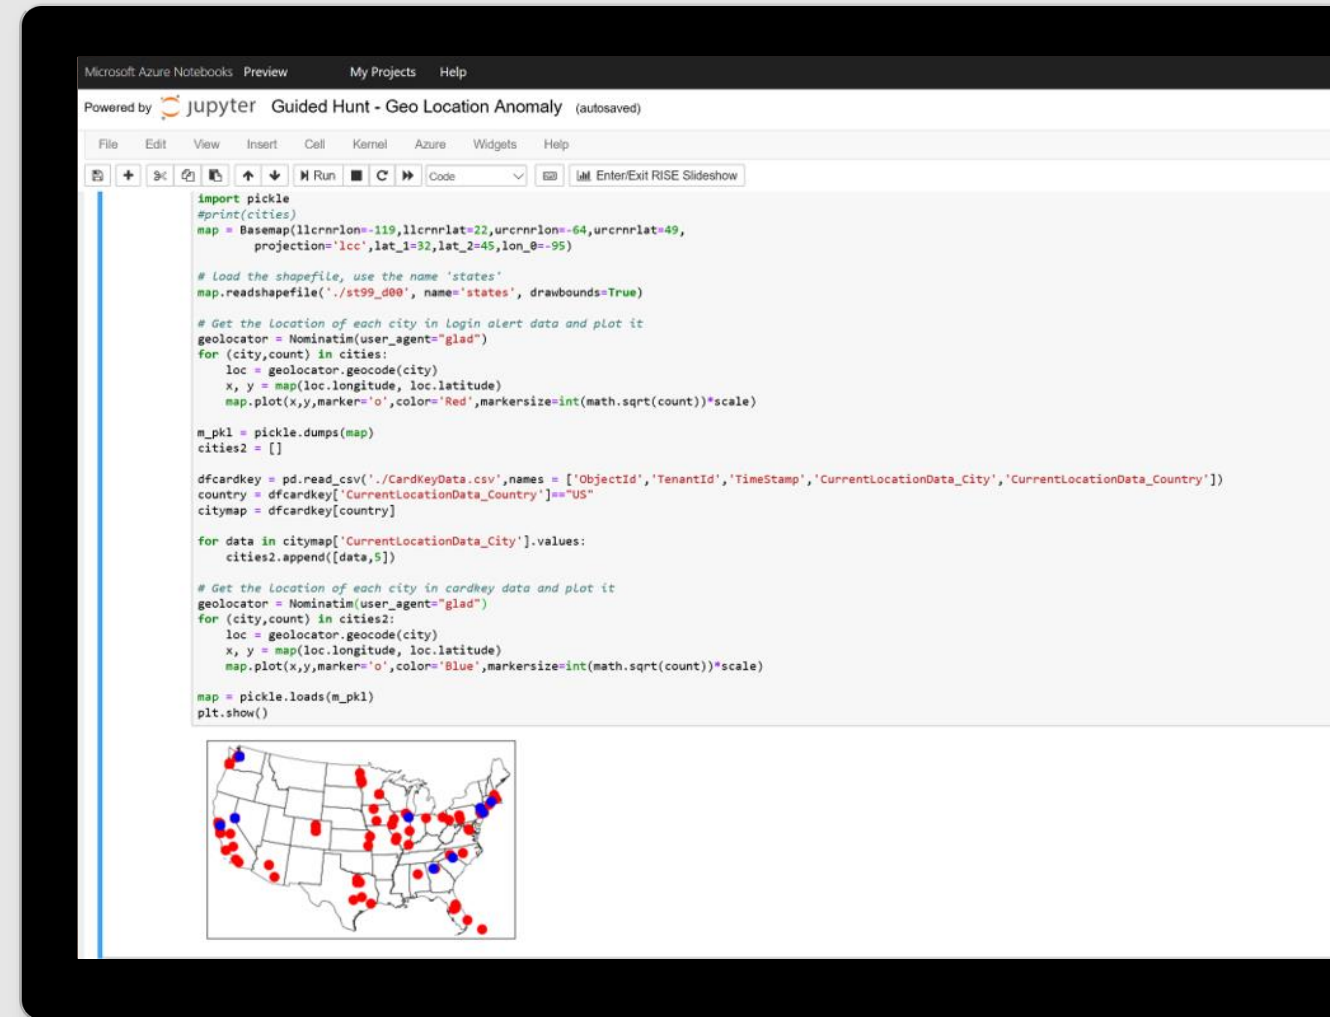 Microsoft Azure Notebooks Preview My Projects Help
Powered by jupyter Guided Hunt - Geo Location Anomaly (autosaved)
File Edit View Insert Cell Kernel Azure Widgets Help
Run Code Enter/Exit RISE Slideshow
import pickle
#print(cities)
map = Basemap(llcrnrlon=-119,llcrnrlat=22,urcrnrlon=-64,urcrnrlat=49,
        projection='lcc',lat_1=32,lat_2=45,lon_0=-95)
# Load the shapefile, use the name 'states'
map.readshapefile('./st99_d00', name='states', drawbounds=True)
# Get the location of each city in login alert data and plot it
geolocator = Nominatim(user_agent="glad")
for (city,count) in cities:
    loc = geolocator.geocode(city)
    x, y = map(loc.longitude, loc.latitude)
    map.plot(x,y,marker='o',color='Red',markersize=int(math.sqrt(count))*scale)
m_pkl = pickle.dumps(map)
cities2 = []
dfcardkey = pd.read_csv('./CardKeyData.csv',names = ['ObjectId','TenantId','TimeStamp','CurrentLocationData_City','CurrentLocationData_Country'])
country = dfcardkey['CurrentLocationData_Country']=="US"
citymap = dfcardkey[country]
for data in citymap['CurrentLocationData_City'].values:
    cities2.append([data,5])
# Get the location of each city in cardkey data and plot it
geolocator = Nominatim(user_agent="glad")
for (city,count) in cities2:
    loc = geolocator.geocode(city)
    x, y = map(loc.longitude, loc.latitude)
    map.plot(x,y,marker='o',color='Blue',markersize=int(math.sqrt(count))*scale)
map = pickle.loads(m_pkl)
plt.show()